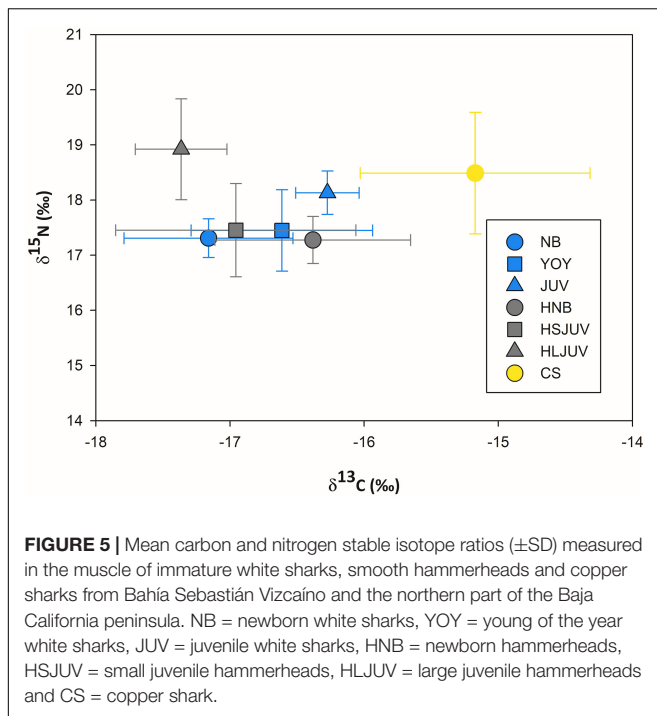 21
20
19
18
17
16
15
14
δ15N (‰)
NB
YOY
JUV
HNB
HSJUV
HLJUV
CS
-18 -17 -16 -15 -14
δ13C (‰)
FIGURE 5 | Mean carbon and nitrogen stable isotope ratios (±SD) measured
in the muscle of immature white sharks, smooth hammerheads and copper
sharks from Bahía Sebastián Vizcaíno and the northern part of the Baja
California peninsula. NB = newborn white sharks, YOY = young of the year
white sharks, JUV = juvenile white sharks, HNB = newborn hammerheads,
HSJUV = small juvenile hammerheads, HLJUV = large juvenile hammerheads
and CS = copper shark.